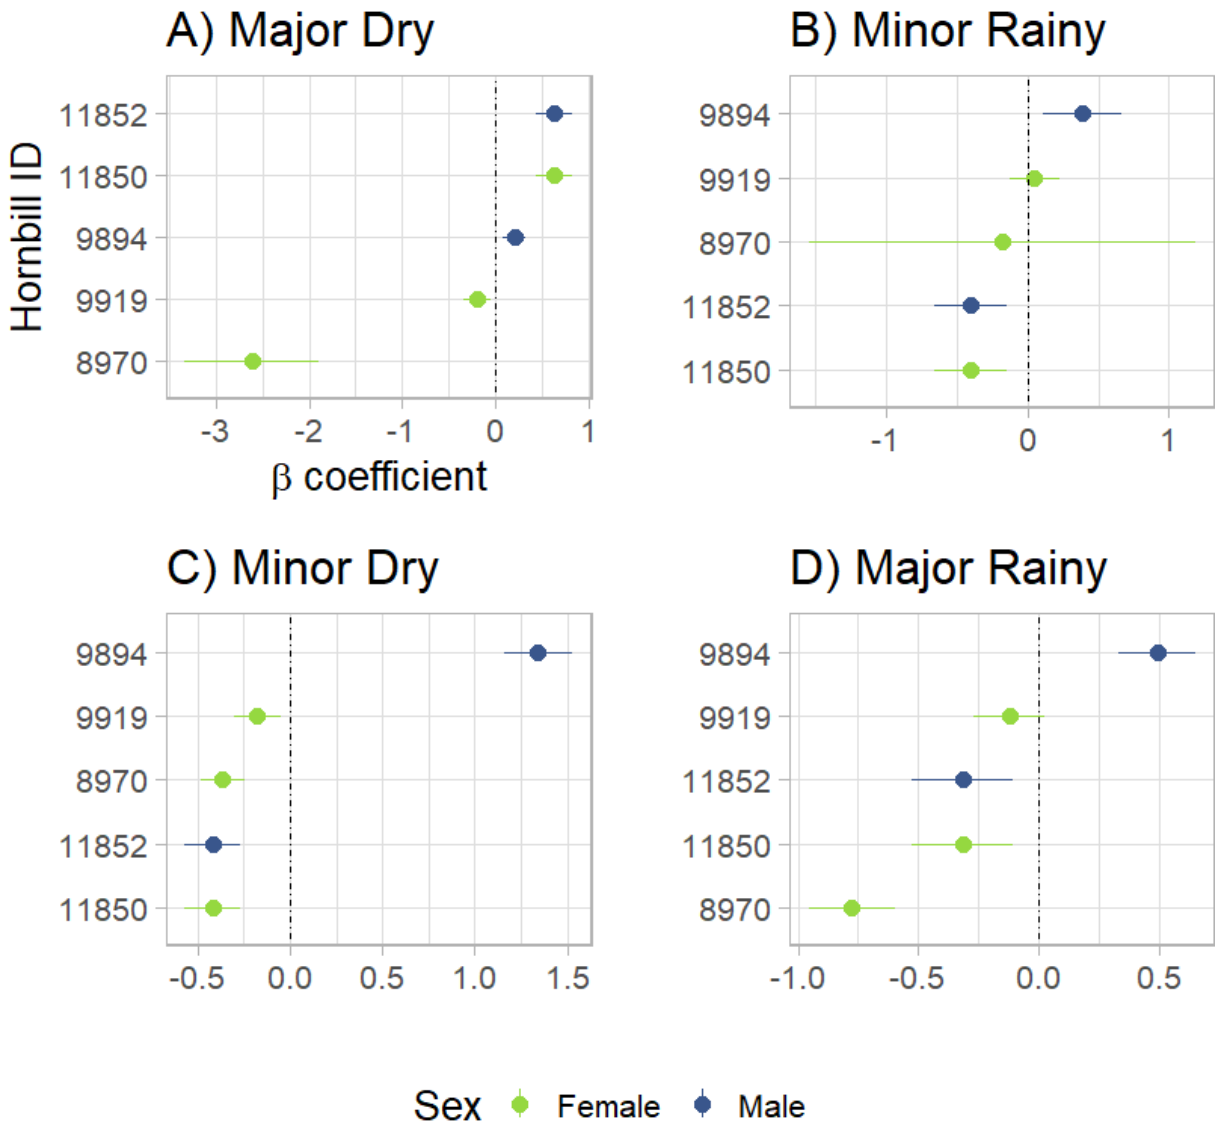 A) Major Dry
Hornbill ID
11852
11850
9894
9919
8970
-3 -2 -1 0 1
β coefficient
B) Minor Rainy
9894
9919
8970
11852
11850
-1 0 1
C) Minor Dry
9894
9919
8970
11852
11850
-0.5 0.0 0.5 1.0 1.5
D) Major Rainy
9894
9919
11852
11850
8970
-1.0 -0.5 0.0 0.5
Sex Female Male